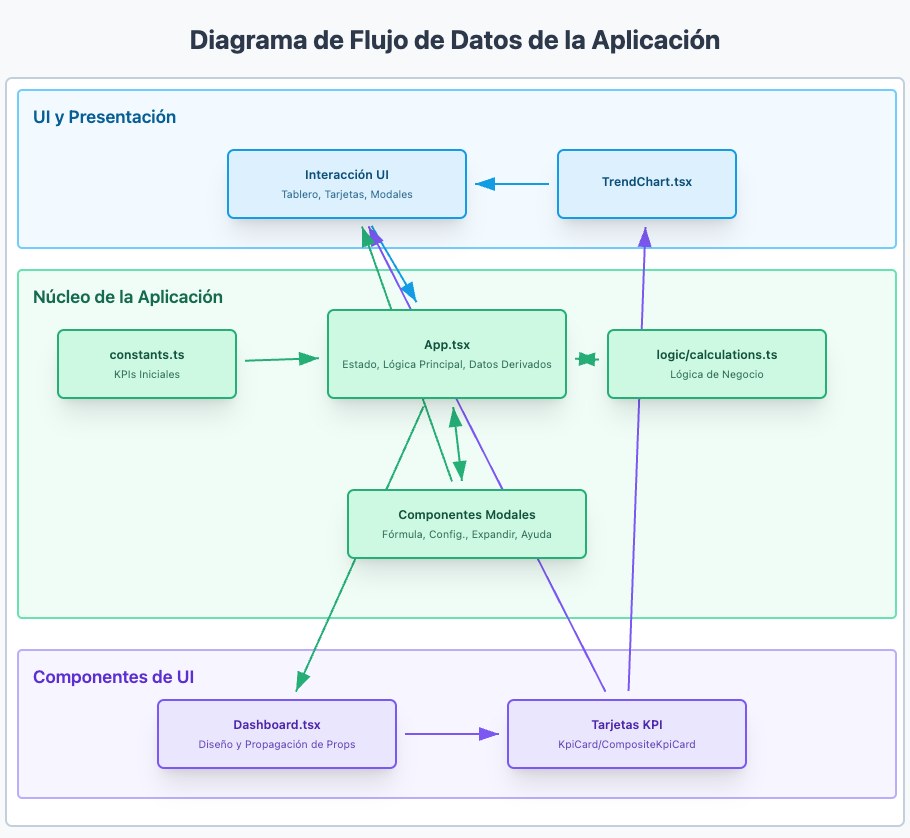 Diagrama de Flujo de Datos de la Aplicación
UI y Presentación
Interacción UI
Tablero, Tarjetas, Modales
TrendChart.tsx
Núcleo de la Aplicación
constants.ts
KPIs Iniciales
App.tsx
Estado, Lógica Principal, Datos Derivados
logic/calculations.ts
Lógica de Negocio
Componentes Modales
Fórmula, Config., Expandir, Ayuda
Componentes de UI
Dashboard.tsx
Diseño y Propagación de Props
Tarjetas KPI
KpiCard/CompositeKpiCard